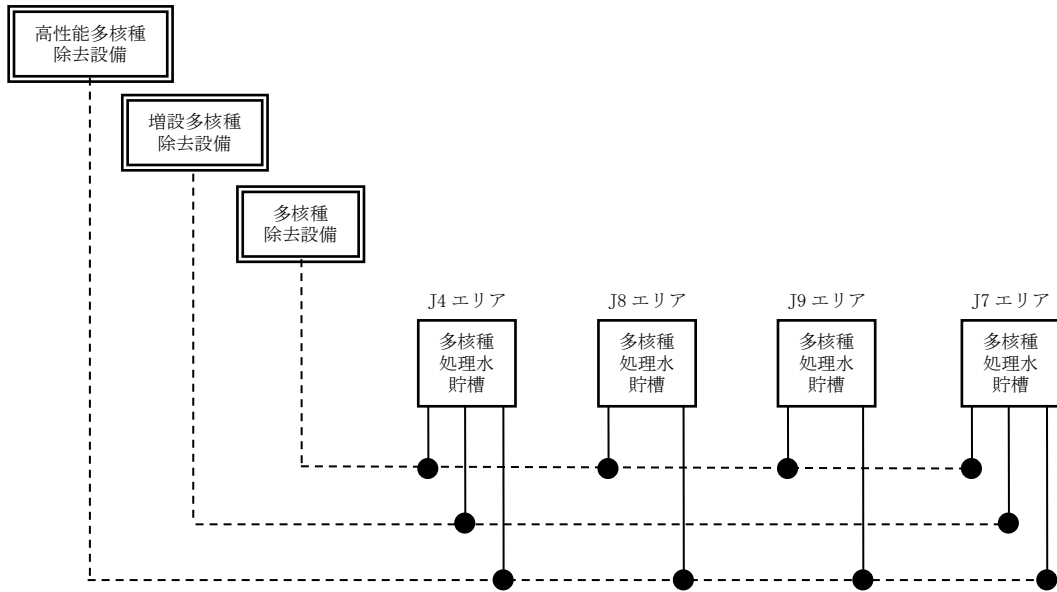 高性能多核種
除去設備
増設多核種
除去設備
多核種
除去設備
J4 エリア
J8 エリア
J9 エリア
J7 エリア
多核種
処理水
貯槽
多核種
処理水
貯槽
多核種
処理水
貯槽
多核種
処理水
貯槽